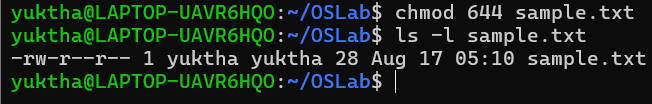 yuktha@LAPTOP-UAVR6HQO:~/OSLab$ chmod 644 sample.txt
yuktha@LAPTOP-UAVR6HQO:~/OSLab$ ls -l sample.txt
-rw-r--r-- 1 yuktha yuktha 28 Aug 17 05:10 sample.txt
yuktha@LAPTOP-UAVR6HQO:~/OSLab$